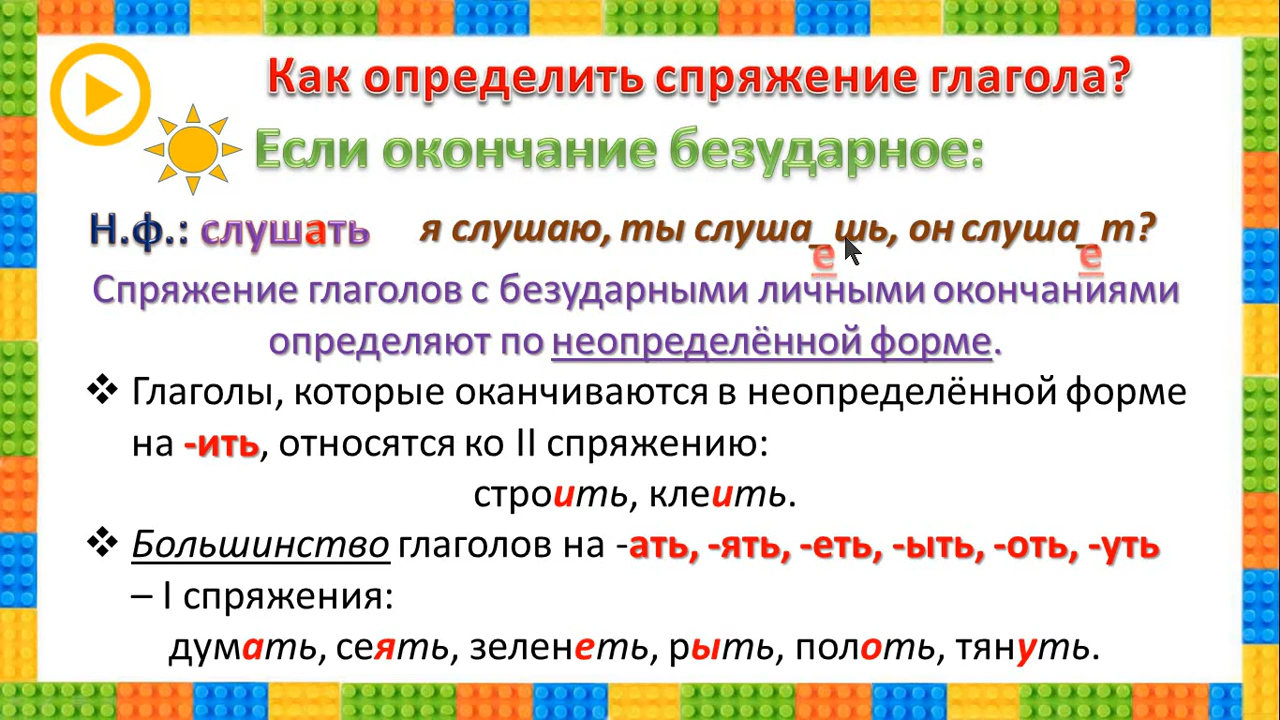 Как определить спряжение глагола?
Если окончание безударное:
Н.ф.: слушать я слушаю, ты слуша_шь, он слуша_т?
е е
Спряжение глаголов с безударными личными окончаниями
определяют по неопределённой форме.
❖ Глаголы, которые оканчиваются в неопределённой форме
на -ить, относятся ко II спряжению:
строить, клеить.
❖ Большинство глаголов на -ать, -ять, -еть, -ыть, -оть, -уть
– I спряжения:
думать, сеять, зеленеть, рыть, полоть, тянуть.